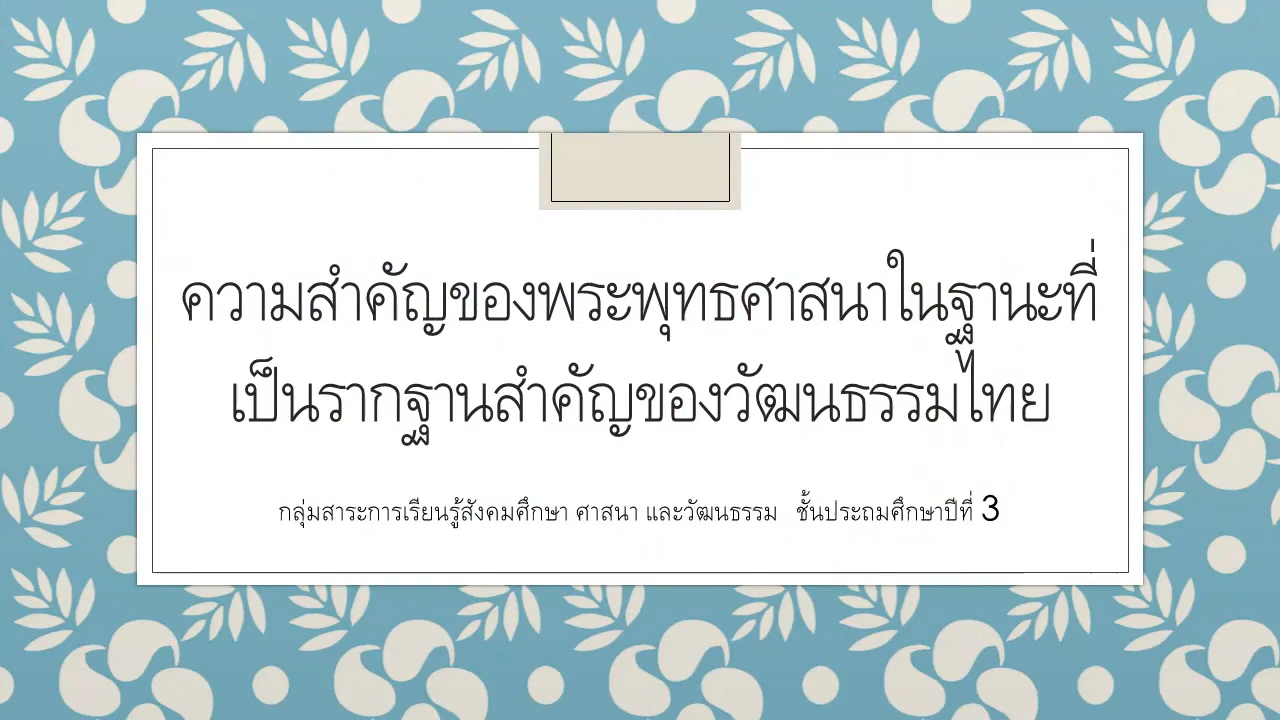 ความสำคัญของพระพุทธศาสนาในฐานะที่
เป็นรากฐานสำคัญของวัฒนธรรมไทย
กลุ่มสาระการเรียนรู้สังคมศึกษา ศาสนา และวัฒนธรรม ชั้นประถมศึกษาปีที่ 3